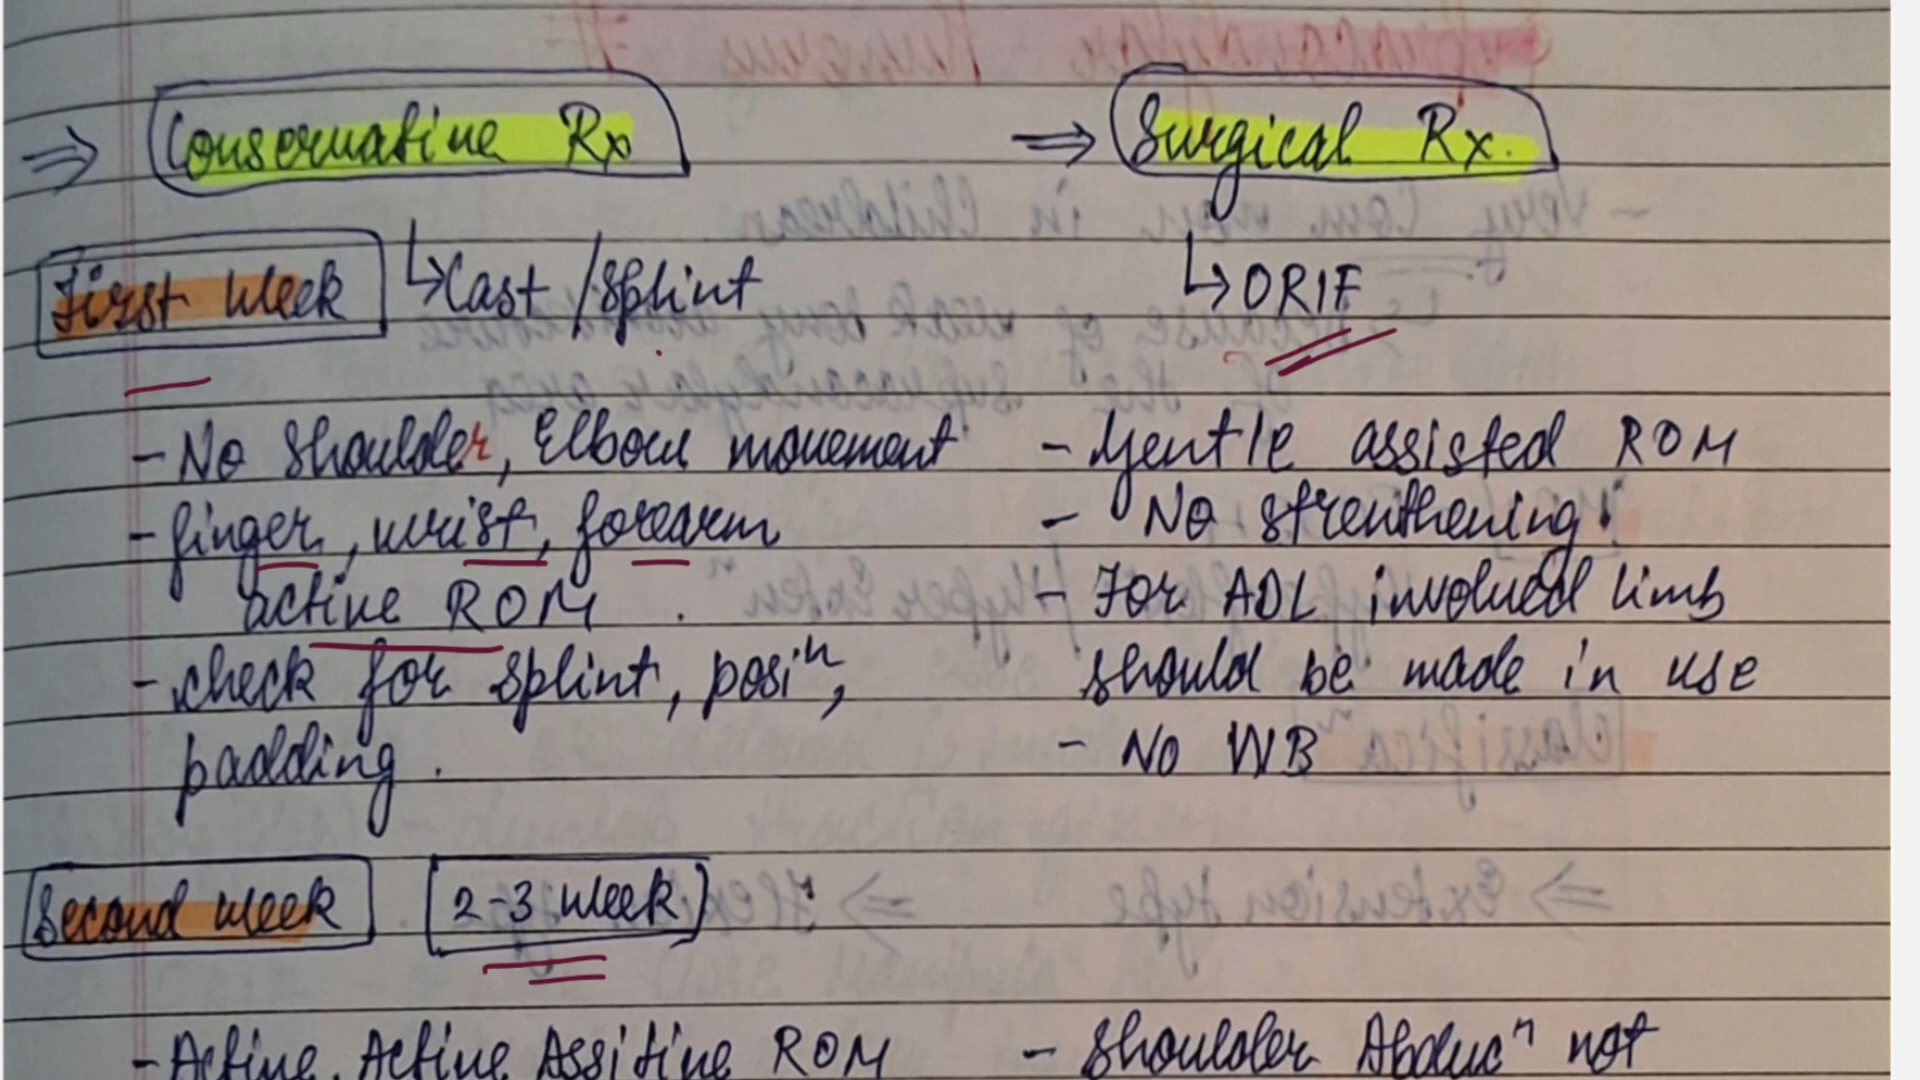 ⇒ Conservative Rx
⇒ Surgical Rx.
First week
↳ Cast / Splint
↳ ORIF
- No Shoulder, Elbow movement
- finger, wrist, forearm
active ROM.
- check for splint, posiⁿ,
padding.
- Gentle assisted ROM
- No strenthening.
- For ADL involved limb
should be made in use
- No WB
Second week [2-3 week]
- Active, Active Assitive ROM
- Shoulder Abducⁿ not